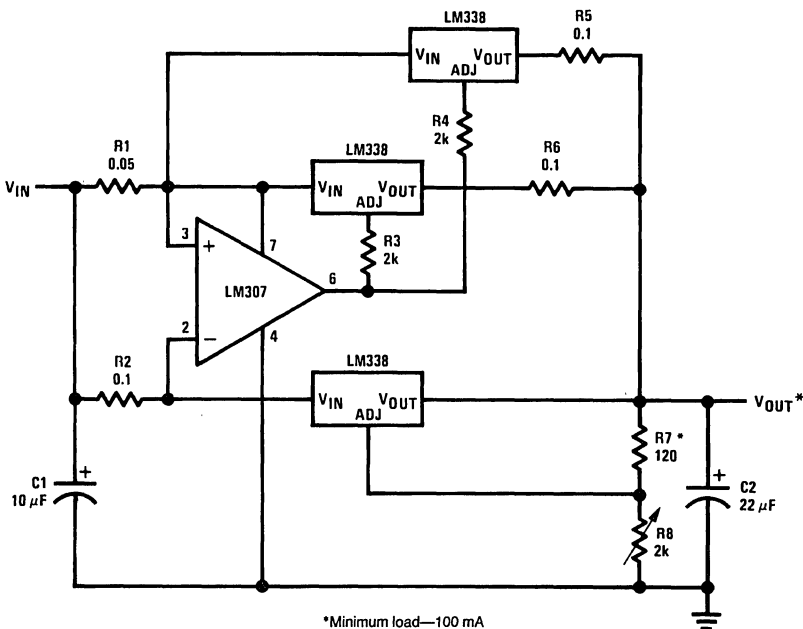 LM338
R5
0.1
VIN
VOUT
ADJ
R4
2k
R1
0.05
LM338
R6
0.1
VIN
VIN
VOUT
ADJ
3
+
7
R3
2k
LM307
6
2
−
4
R2
0.1
LM338
VIN
VOUT
ADJ
VOUT*
R7 *
120
C1
10 µF
+
+
C2
22 µF
R8
2k
*Minimum load—100 mA